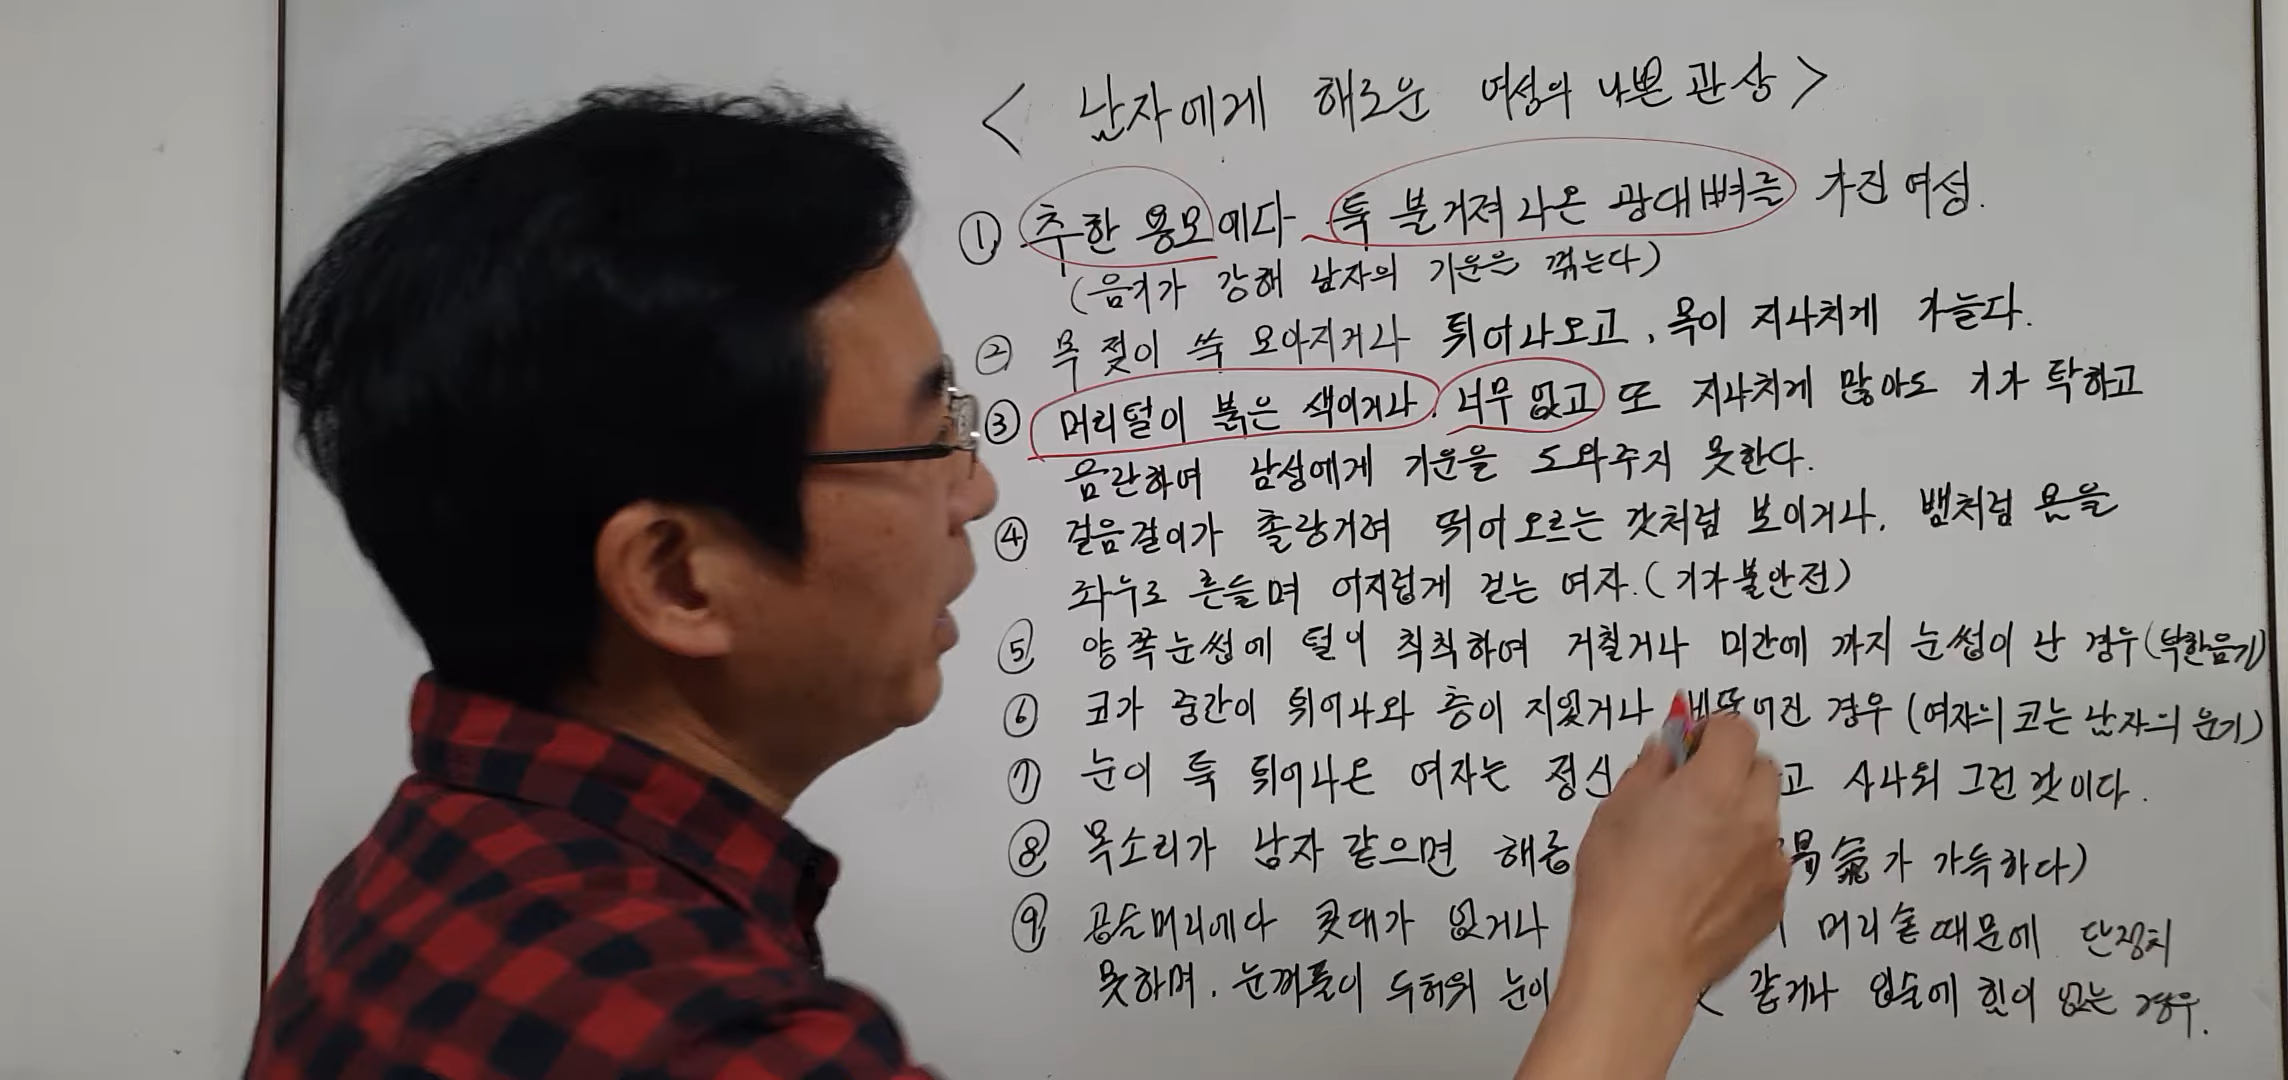 < 남자에게 해로운 여성의 나쁜 관상 >
① 추한 용모에다 툭 불거져 나온 광대뼈를 가진 여성.
(음기가 강해 남자의 기운을 꺾는다)
② 목젖이 쑥 모아지거나 튀어나오고, 목이 지나치게 가늘다.
③ 머리털이 붉은 색이거나, 너무 없고 또 지나치게 많아도 기가 탁하고
음란하여 남성에게 기운을 도와주지 못한다.
④ 걸음걸이가 촐랑거려 뛰어오르는 것처럼 보이거나, 뱀처럼 몸을
좌우로 흔들며 어지럽게 걷는 여자. (기가 불안전)
⑤ 양쪽눈썹에 털이 칙칙하여 거칠거나 미간에 까지 눈썹이 난 경우 (탁한음기)
⑥ 코가 중간이 튀어나와 층이 지었거나 비뚤어진 경우 (여자의 코는 남자의 운기)
⑦ 눈이 툭 튀어나온 여자는 정신 고 사나워 그런 것이다.
⑧ 목소리가 남자 같으면 해롭 氣가 가득하다)
⑨ 곱슬머리에다 콧대가 없거나 머리숱때문에 단정치
못하며, 눈꺼풀이 두꺼워 눈이 같거나 입술에 힘이 없는 경우.